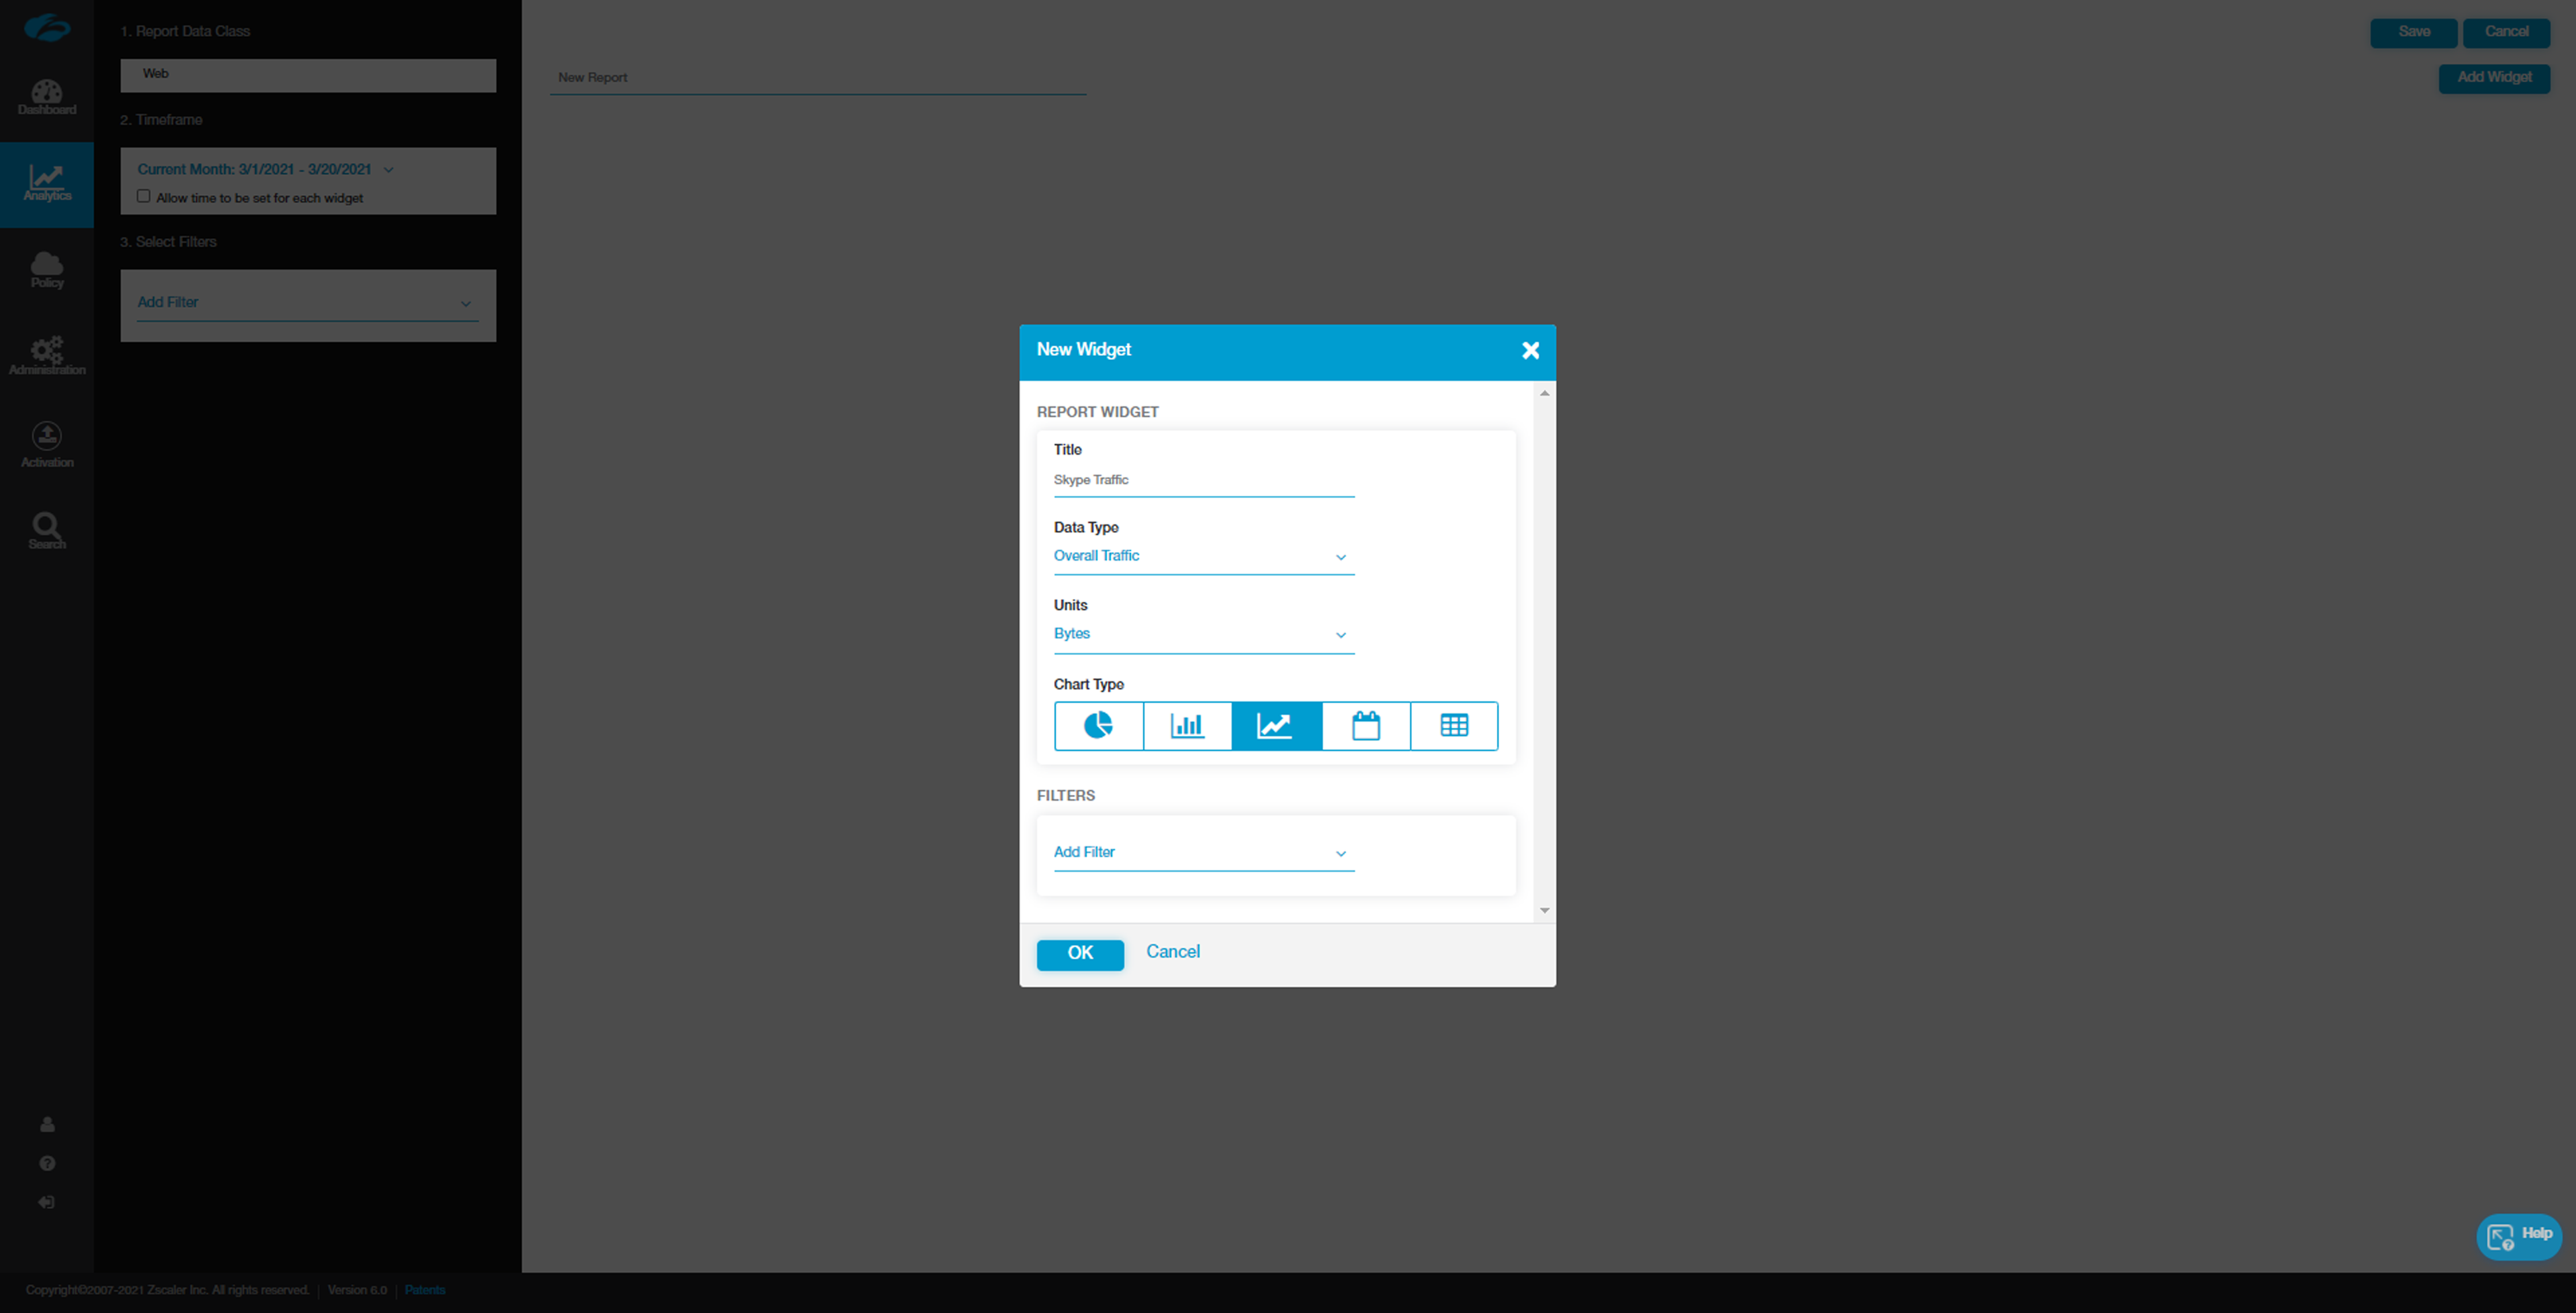 1. Report Data Class
Web
2. Timeframe
Current Month: 3/1/2021 - 3/20/2021
Allow time to be set for each widget
3. Select Filters
Add Filter
Dashboard
Analytics
Policy
Administration
Activation
Search
New Report
Save
Cancel
Add Widget
New Widget
REPORT WIDGET
Title
Skype Traffic
Data Type
Overall Traffic
Units
Bytes
Chart Type
FILTERS
Add Filter
OK
Cancel
Help
Copyright©2007-2021 Zscaler Inc. All rights reserved. | Version 6.0 | Patents